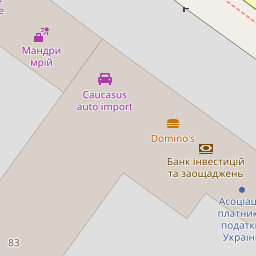 e
Мандри
мрій
Caucasus
auto import
Domino's
Банк інвестицій
та заощаджень
Асоціац
платник
податк
Україн
83